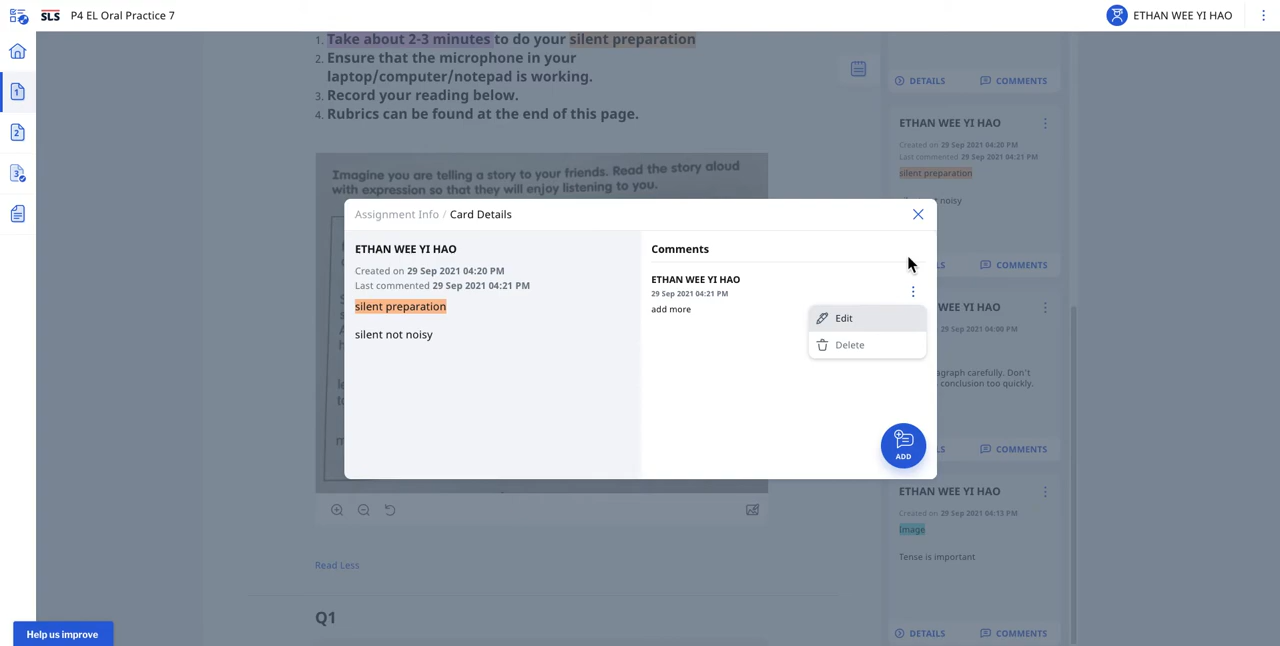 SLS P4 EL Oral Practice 7
ETHAN WEE YI HAO
1. Take about 2-3 minutes to do your silent preparation
2. Ensure that the microphone in your
laptop/computer/notepad is working.
3. Record your reading below.
4. Rubrics can be found at the end of this page.
Imagine you are telling a story to your friends. Read the story aloud
with expression so that they will enjoy listening to you.
Assignment Info / Card Details
ETHAN WEE YI HAO
Created on 29 Sep 2021 04:20 PM
Last commented 29 Sep 2021 04:21 PM
silent preparation
silent not noisy
Comments
ETHAN WEE YI HAO
29 Sep 2021 04:21 PM
add more
Edit
Delete
ADD
Read Less
Q1
Help us improve
DETAILS COMMENTS
ETHAN WEE YI HAO
Created on 29 Sep 2021 04:20 PM
Last commented 29 Sep 2021 04:21 PM
silent preparation
noisy
COMMENTS
WEE YI HAO
29 Sep 2021 04:00 PM
carefully. Don't
conclusion too quickly.
COMMENTS
ETHAN WEE YI HAO
Created on 29 Sep 2021 04:13 PM
Image
Tense is important
DETAILS COMMENTS